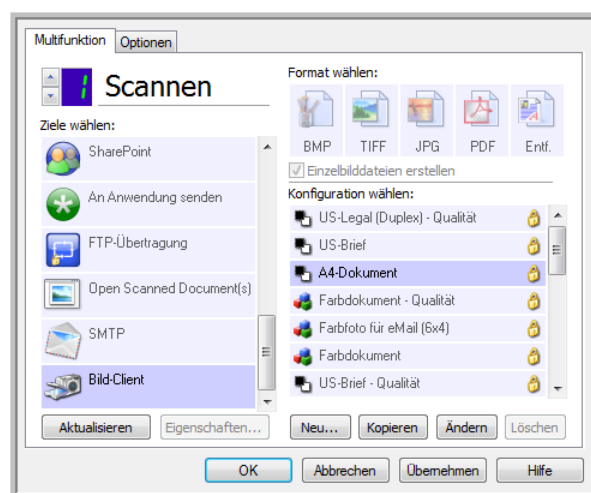 Multifunktion
Optionen
1
Scannen
Ziele wählen:
SharePoint
An Anwendung senden
FTP-Übertragung
Open Scanned Document(s)
SMTP
Bild-Client
Aktualisieren
Eigenschaften...
Format wählen:
BMP
TIFF
JPG
PDF
Entf.
Einzelbilddateien erstellen
Konfiguration wählen:
US-Legal (Duplex) - Qualität
US-Brief
A4-Dokument
Farbdokument - Qualität
Farbfoto für eMail (6x4)
Farbdokument
US-Brief - Qualität
Neu...
Kopieren
Ändern
Löschen
OK
Abbrechen
Übernehmen
Hilfe